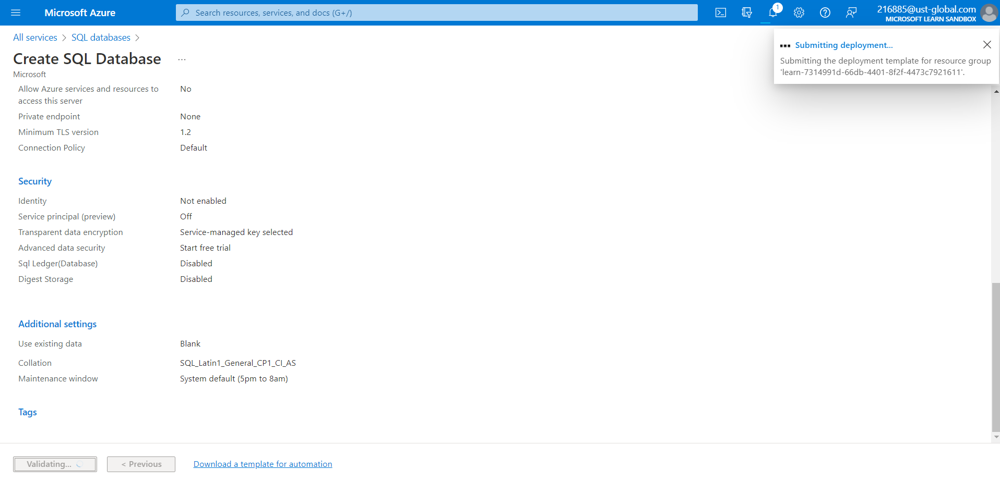 Microsoft Azure
Search resources, services, and docs (G+/)
1
216885@ust-global.com
MICROSOFT LEARN SANDBOX
All services > SQL databases >
Create SQL Database ...
Microsoft
Submitting deployment...
Submitting the deployment template for resource group
'learn-7314991d-66db-4401-8f2f-4473c7921611'.
Allow Azure services and resources to No
access this server
Private endpoint None
Minimum TLS version 1.2
Connection Policy Default
Security
Identity Not enabled
Service principal (preview) Off
Transparent data encryption Service-managed key selected
Advanced data security Start free trial
Sql Ledger(Database) Disabled
Digest Storage Disabled
Additional settings
Use existing data Blank
Collation SQL_Latin1_General_CP1_CI_AS
Maintenance window System default (5pm to 8am)
Tags
Validating... < Previous Download a template for automation